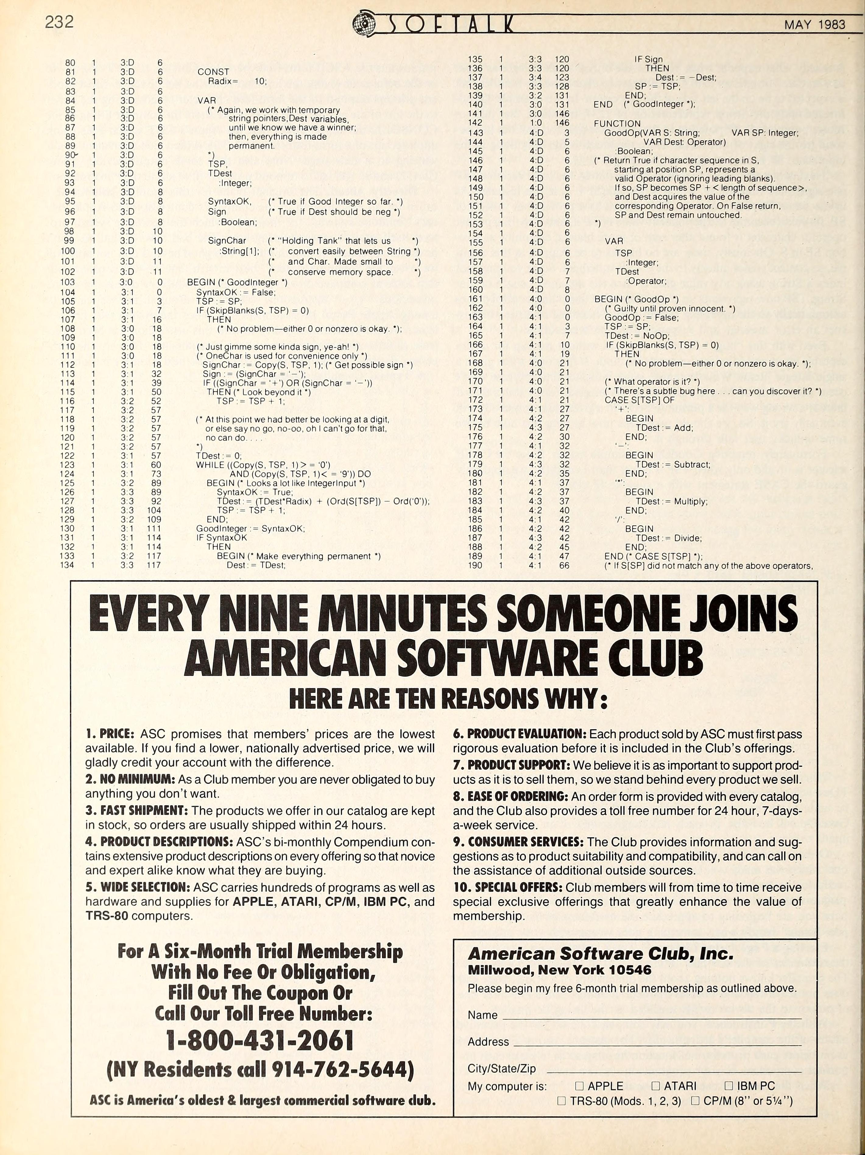 232
SOFTALK
MAY 1983
80 1 3:D 6
81 1 3:D 6 CONST
82 1 3:D 6 Radix= 10;
83 1 3:D 6
84 1 3:D 6 VAR
85 1 3:D 6 (* Again, we work with temporary
86 1 3:D 6 string pointers,Dest variables,
87 1 3:D 6 until we know we have a winner;
88 1 3:D 6 then, everything is made
89 1 3:D 6 permanent.
90 1 3:D 6 *)
91 1 3:D 6 TSP,
92 1 3:D 6 TDest
93 1 3:D 6 :Integer;
94 1 3:D 8
95 1 3:D 8 SyntaxOK, (* True if Good Integer so far. *)
96 1 3:D 8 Sign (* True if Dest should be neg *)
97 1 3:D 8 :Boolean;
98 1 3:D 10
99 1 3:D 10 SignChar (* "Holding Tank" that lets us *)
100 1 3:D 10 :String[1]; (* convert easily between String *)
101 1 3:D 11 (* and Char. Made small to *)
102 1 3:D 11 (* conserve memory space. *)
103 1 3:0 0 BEGIN (* GoodInteger *)
104 1 3:1 0 SyntaxOK := False;
105 1 3:1 3 TSP := SP;
106 1 3:1 7 IF (SkipBlanks(S, TSP) = 0)
107 1 3:1 16 THEN
108 1 3:0 18 (* No problem—either 0 or nonzero is okay. *);
109 1 3:0 18
110 1 3:0 18 (* Just gimme some kinda sign, ye-ah! *)
111 1 3:0 18 (* OneChar is used for convenience only *)
112 1 3:1 18 SignChar := Copy(S, TSP, 1); (* Get possible sign *)
113 1 3:1 32 Sign := (SignChar = '−');
114 1 3:1 39 IF ((SignChar = '+') OR (SignChar = '−'))
115 1 3:1 50 THEN (* Look beyond it *)
116 1 3:2 52 TSP := TSP + 1;
117 1 3:2 57
118 1 3:2 57 (* At this point we had better be looking at a digit,
119 1 3:2 57 or else say no go, no-oo, oh I can't go for that,
120 1 3:2 57 no can do. . . .
121 1 3:2 57 *)
122 1 3:1 57 TDest := 0;
123 1 3:1 60 WHILE ((Copy(S, TSP, 1)> = '0')
124 1 3:1 73 AND (Copy(S, TSP, 1)< = '9')) DO
125 1 3:2 89 BEGIN (* Looks a lot like IntegerInput *)
126 1 3:3 89 SyntaxOK := True;
127 1 3:3 92 TDest := (TDest*Radix) + (Ord(S[TSP]) − Ord('0'));
128 1 3:3 104 TSP := TSP + 1;
129 1 3:2 109 END;
130 1 3:1 111 GoodInteger := SyntaxOK;
131 1 3:1 114 IF SyntaxOK
132 1 3:1 114 THEN
133 1 3:2 117 BEGIN (* Make everything permanent *)
134 1 3:3 117 Dest := TDest;
135 1 3:3 120 IF Sign
136 1 3:3 120 THEN
137 1 3:4 123 Dest := − Dest;
138 1 3:3 128 SP := TSP;
139 1 3:2 131 END;
140 1 3:0 131 END (* GoodInteger *);
141 1 3:0 146
142 1 1:0 146 FUNCTION
143 1 4:D 3 GoodOp(VAR S: String; VAR SP: Integer;
144 1 4:D 5 VAR Dest: Operator)
145 1 4:D 6 :Boolean;
146 1 4:D 6 (* Return True if character sequence in S,
147 1 4:D 6 starting at position SP, represents a
148 1 4:D 6 valid Operator (ignoring leading blanks).
149 1 4:D 6 If so, SP becomes SP + < length of sequence>,
150 1 4:D 6 and Dest acquires the value of the
151 1 4:D 6 corresponding Operator. On False return,
152 1 4:D 6 SP and Dest remain untouched.
153 1 4:D 6 *)
154 1 4:D 6
155 1 4:D 6 VAR
156 1 4:D 6 TSP
157 1 4:D 6 :Integer;
158 1 4:D 7 TDest
159 1 4:D 7 :Operator;
160 1 4:D 8
161 1 4:0 0 BEGIN (* GoodOp *)
162 1 4:0 0 (* Guilty until proven innocent. *)
163 1 4:1 0 GoodOp := False;
164 1 4:1 3 TSP := SP;
165 1 4:1 7 TDest := NoOp;
166 1 4:1 10 IF (SkipBlanks(S, TSP) = 0)
167 1 4:1 19 THEN
168 1 4:0 21 (* No problem—either 0 or nonzero is okay. *);
169 1 4:0 21
170 1 4:0 21 (* What operator is it? *)
171 1 4:0 21 (* There's a subtle bug here . . . can you discover it? *)
172 1 4:1 21 CASE S[TSP] OF
173 1 4:1 27 '+':
174 1 4:2 27 BEGIN
175 1 4:3 27 TDest := Add;
176 1 4:2 30 END;
177 1 4:1 32 '−':
178 1 4:2 32 BEGIN
179 1 4:3 32 TDest := Subtract;
180 1 4:2 35 END;
181 1 4:1 37 '*':
182 1 4:2 37 BEGIN
183 1 4:3 37 TDest := Multiply;
184 1 4:2 40 END;
185 1 4:1 42 '/':
186 1 4:2 42 BEGIN
187 1 4:3 42 TDest := Divide;
188 1 4:2 45 END;
189 1 4:1 47 END (* CASE S[TSP] *);
190 1 4:1 66 (* If S[SP] did not match any of the above operators,
EVERY NINE MINUTES SOMEONE JOINS
AMERICAN SOFTWARE CLUB
HERE ARE TEN REASONS WHY:
1. PRICE: ASC promises that members' prices are the lowest
available. If you find a lower, nationally advertised price, we will
gladly credit your account with the difference.
2. NO MINIMUM: As a Club member you are never obligated to buy
anything you don't want.
3. FAST SHIPMENT: The products we offer in our catalog are kept
in stock, so orders are usually shipped within 24 hours.
4. PRODUCT DESCRIPTIONS: ASC's bi-monthly Compendium con-
tains extensive product descriptions on every offering so that novice
and expert alike know what they are buying.
5. WIDE SELECTION: ASC carries hundreds of programs as well as
hardware and supplies for APPLE, ATARI, CP/M, IBM PC, and
TRS-80 computers.
6. PRODUCT EVALUATION: Each product sold by ASC must first pass
rigorous evaluation before it is included in the Club's offerings.
7. PRODUCT SUPPORT: We believe it is as important to support prod-
ucts as it is to sell them, so we stand behind every product we sell.
8. EASE OF ORDERING: An order form is provided with every catalog,
and the Club also provides a toll free number for 24 hour, 7-days-
a-week service.
9. CONSUMER SERVICES: The Club provides information and sug-
gestions as to product suitability and compatibility, and can call on
the assistance of additional outside sources.
10. SPECIAL OFFERS: Club members will from time to time receive
special exclusive offerings that greatly enhance the value of
membership.
For A Six-Month Trial Membership
With No Fee Or Obligation,
Fill Out The Coupon Or
Call Our Toll Free Number:
1-800-431-2061
(NY Residents call 914-762-5644)
ASC is America's oldest & largest commercial software club.
American Software Club, Inc.
Millwood, New York 10546
Please begin my free 6-month trial membership as outlined above.
Name
Address
City/State/Zip
My computer is: □ APPLE □ ATARI □ IBM PC
□ TRS-80 (Mods. 1, 2, 3) □ CP/M (8" or 5¼")